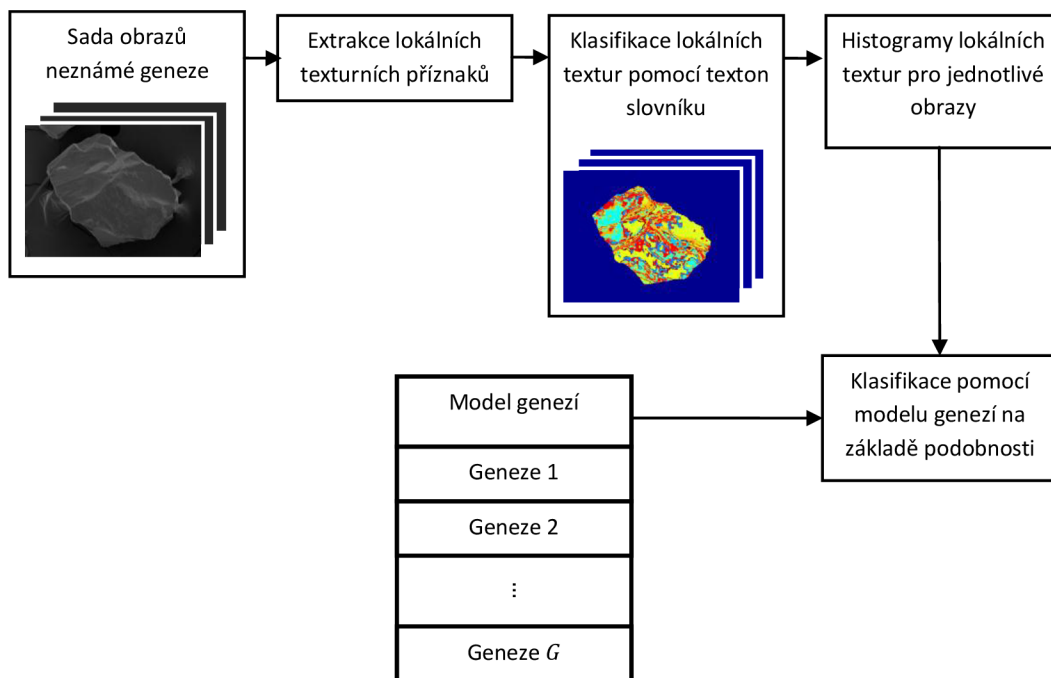 Sada obrazů
neznámé geneze
Extrakce lokálních
texturních příznaků
Klasifikace lokálních
textur pomocí texton
slovníku
Histogramy lokálních
textur pro jednotlivé
obrazy
Klasifikace pomocí
modelu genezí na
základě podobnosti
Model genezí
Geneze 1
Geneze 2
⋮
Geneze G